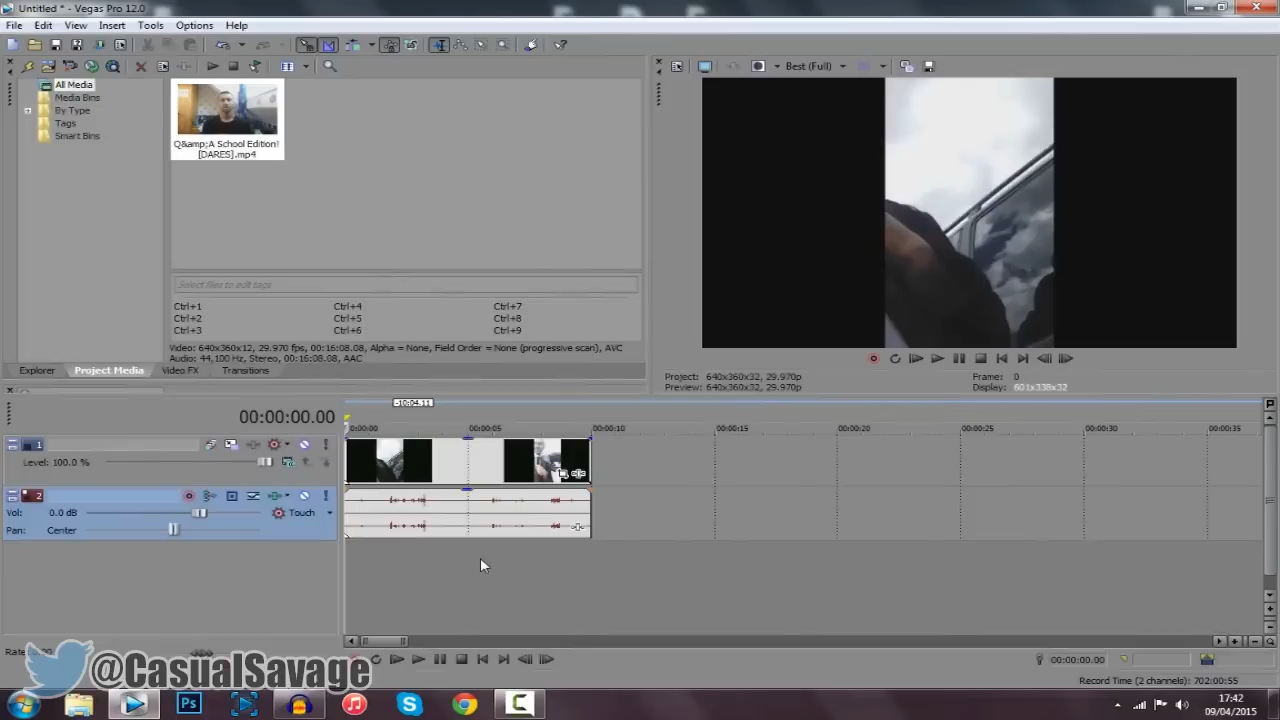 Untitled * - Vegas Pro 12.0
File Edit View Insert Tools Options Help
All Media
Media Bins
By Type
Tags
Smart Bins
Q&amp;A School Edition!
[DARES].mp4
Select files to edit tags
Ctrl+1 Ctrl+4 Ctrl+7
Ctrl+2 Ctrl+5 Ctrl+8
Ctrl+3 Ctrl+6 Ctrl+9
Video: 640x360x12, 29.970 fps, 00:16:08.08, Alpha = None, Field Order = None (progressive scan), AVC
Audio: 44,100 Hz, Stereo, 00:16:08.08, AAC
Explorer Project Media Video FX Transitions
Best (Full)
Project: 640x360x32, 29.970p Frame: 0
Preview: 640x360x32, 29.970p Display: 601x338x32
00:00:00.00
-10:04.11
00:00:00 00:00:05 00:00:10 00:00:15 00:00:20 00:00:25 00:00:30 00:00:35
1
Level: 100.0 %
2
Vol: 0.0 dB Touch
Pan: Center
@CasualSavage
00:00:00.00
Record Time (2 channels): 702:00:55
Ps
17:42
09/04/2015